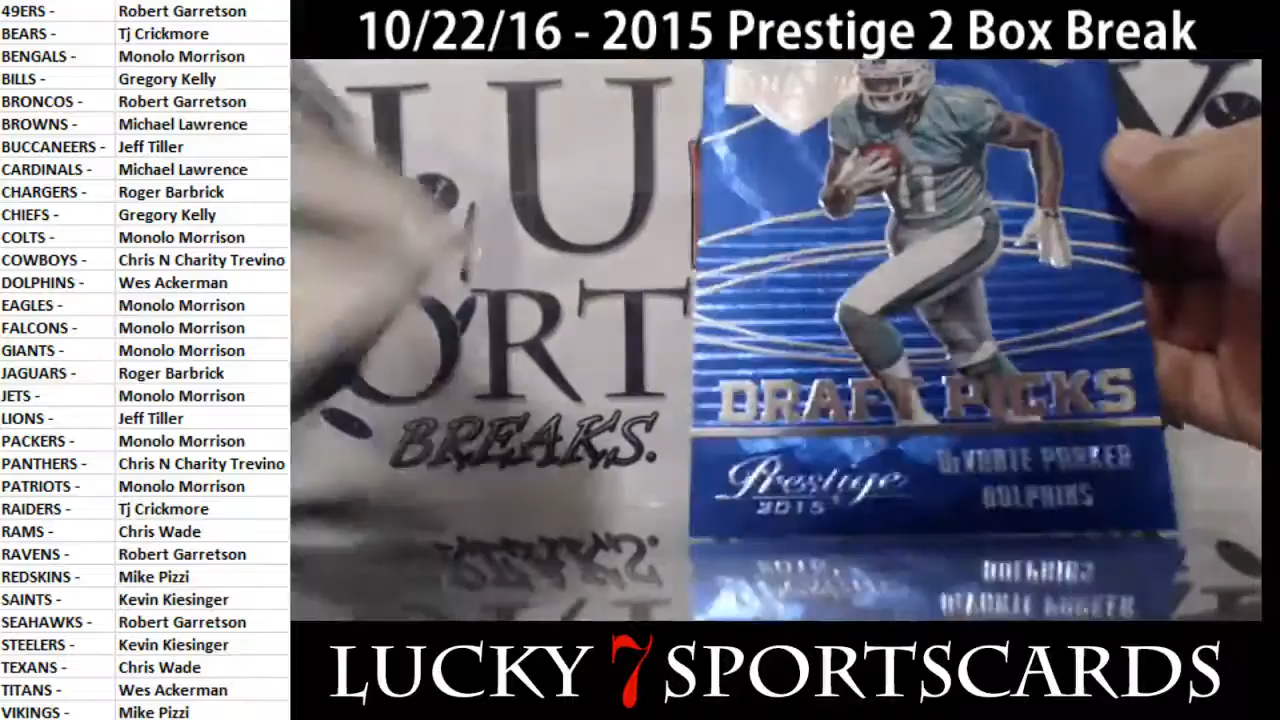 49ERS - Robert Garretson
BEARS - Tj Crickmore
BENGALS - Monolo Morrison
BILLS - Gregory Kelly
BRONCOS - Robert Garretson
BROWNS - Michael Lawrence
BUCCANEERS - Jeff Tiller
CARDINALS - Michael Lawrence
CHARGERS - Roger Barbrick
CHIEFS - Gregory Kelly
COLTS - Monolo Morrison
COWBOYS - Chris N Charity Trevino
DOLPHINS - Wes Ackerman
EAGLES - Monolo Morrison
FALCONS - Monolo Morrison
GIANTS - Monolo Morrison
JAGUARS - Roger Barbrick
JETS - Monolo Morrison
LIONS - Jeff Tiller
PACKERS - Monolo Morrison
PANTHERS - Chris N Charity Trevino
PATRIOTS - Monolo Morrison
RAIDERS - Tj Crickmore
RAMS - Chris Wade
RAVENS - Robert Garretson
REDSKINS - Mike Pizzi
SAINTS - Kevin Kiesinger
SEAHAWKS - Robert Garretson
STEELERS - Kevin Kiesinger
TEXANS - Chris Wade
TITANS - Wes Ackerman
VIKINGS - Mike Pizzi
10/22/16 - 2015 Prestige 2 Box Break
LU
ORT
BREAKS.
11
DRAFT PICKS
Prestige
2015
DEVANTE PARKER
DOLPHINS
LUCKY 7 SPORTSCARDS